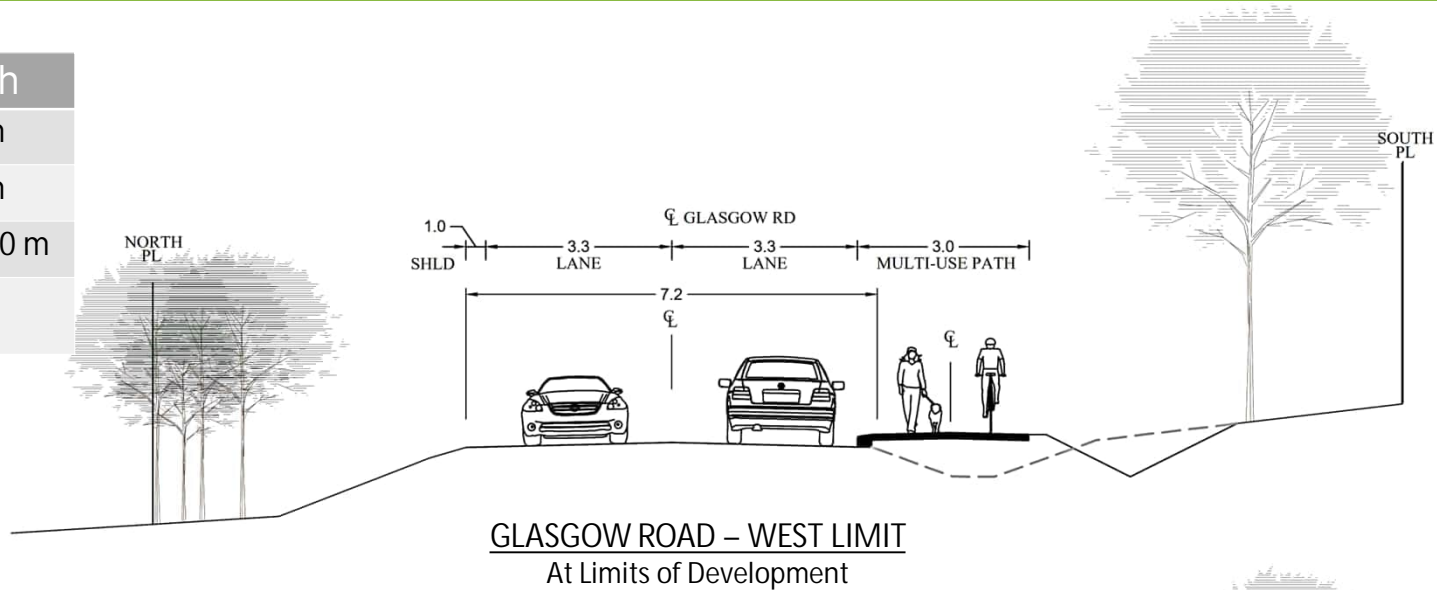 h
m
m
0 m
NORTH
PL
SOUTH
PL
℄ GLASGOW RD
1.0
3.3
3.3
3.0
SHLD
LANE
LANE
MULTI-USE PATH
7.2
℄
℄
GLASGOW ROAD – WEST LIMIT
At Limits of Development